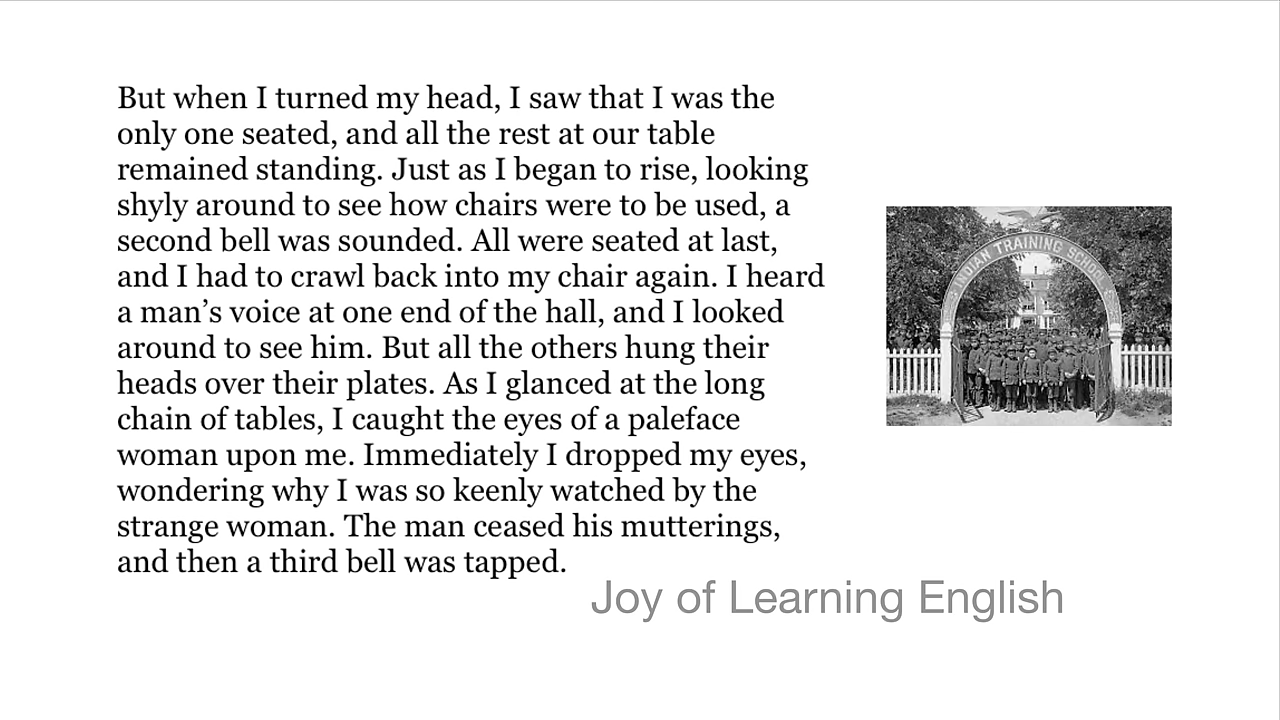 But when I turned my head, I saw that I was the
only one seated, and all the rest at our table
remained standing. Just as I began to rise, looking
shyly around to see how chairs were to be used, a
second bell was sounded. All were seated at last,
and I had to crawl back into my chair again. I heard
a man’s voice at one end of the hall, and I looked
around to see him. But all the others hung their
heads over their plates. As I glanced at the long
chain of tables, I caught the eyes of a paleface
woman upon me. Immediately I dropped my eyes,
wondering why I was so keenly watched by the
strange woman. The man ceased his mutterings,
and then a third bell was tapped.
INDIAN TRAINING SCHOOL
Joy of Learning English